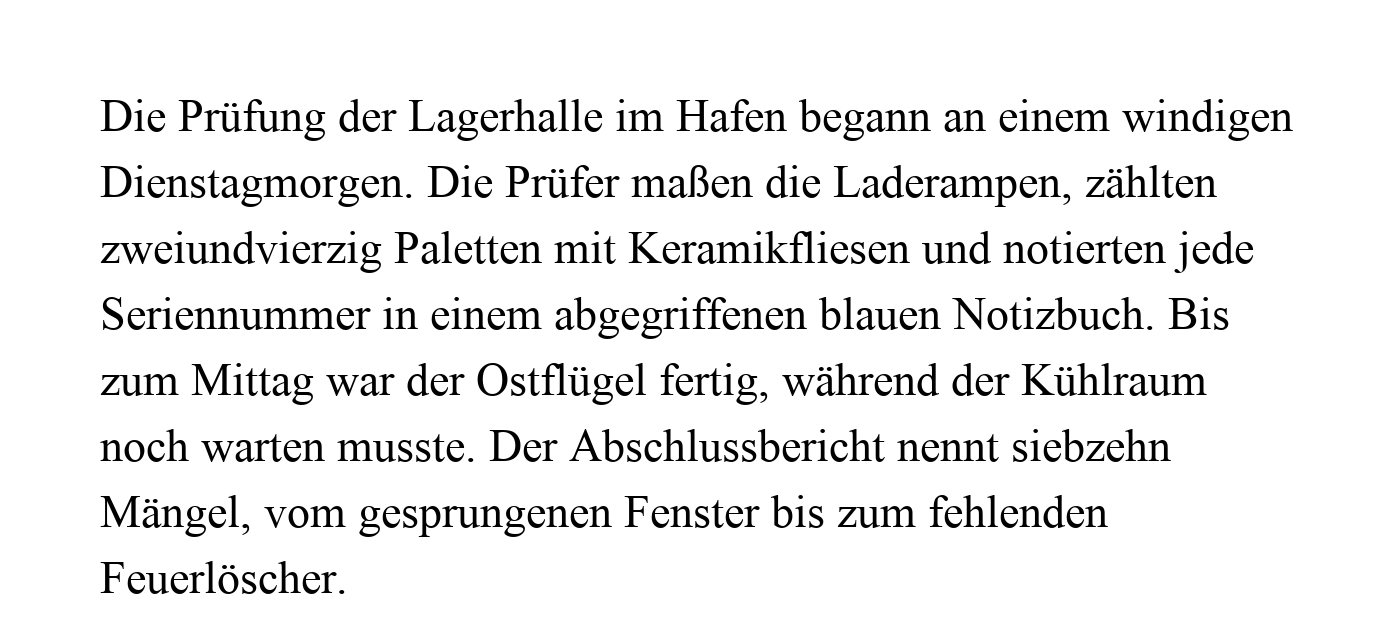 Die Prüfung der Lagerhalle im Hafen begann an einem windigen
Dienstagmorgen. Die Prüfer maßen die Laderampen, zählten
zweiundvierzig Paletten mit Keramikfliesen und notierten jede
Seriennummer in einem abgegriffenen blauen Notizbuch. Bis
zum Mittag war der Ostflügel fertig, während der Kühlraum
noch warten musste. Der Abschlussbericht nennt siebzehn
Mängel, vom gesprungenen Fenster bis zum fehlenden
Feuerlöscher.